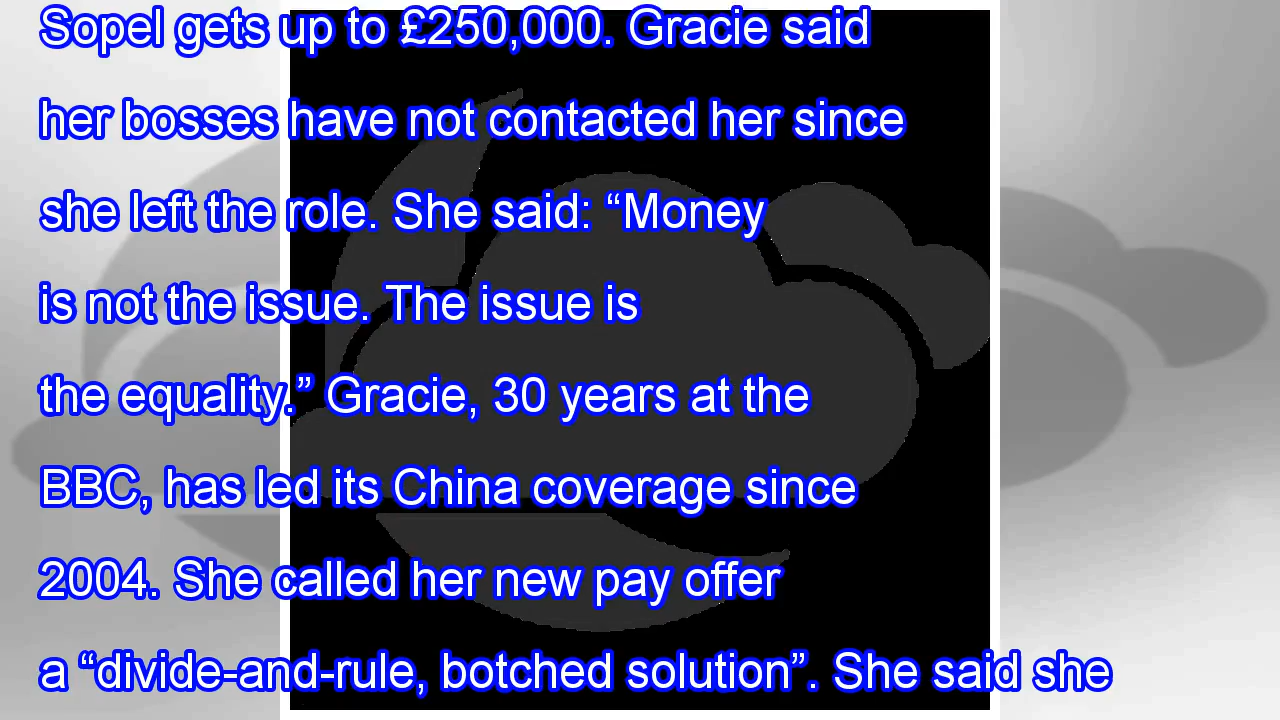 Sopel gets up to £250,000. Gracie said
her bosses have not contacted her since
she left the role. She said: “Money
is not the issue. The issue is
the equality.” Gracie, 30 years at the
BBC, has led its China coverage since
2004. She called her new pay offer
a “divide-and-rule, botched solution”. She said she